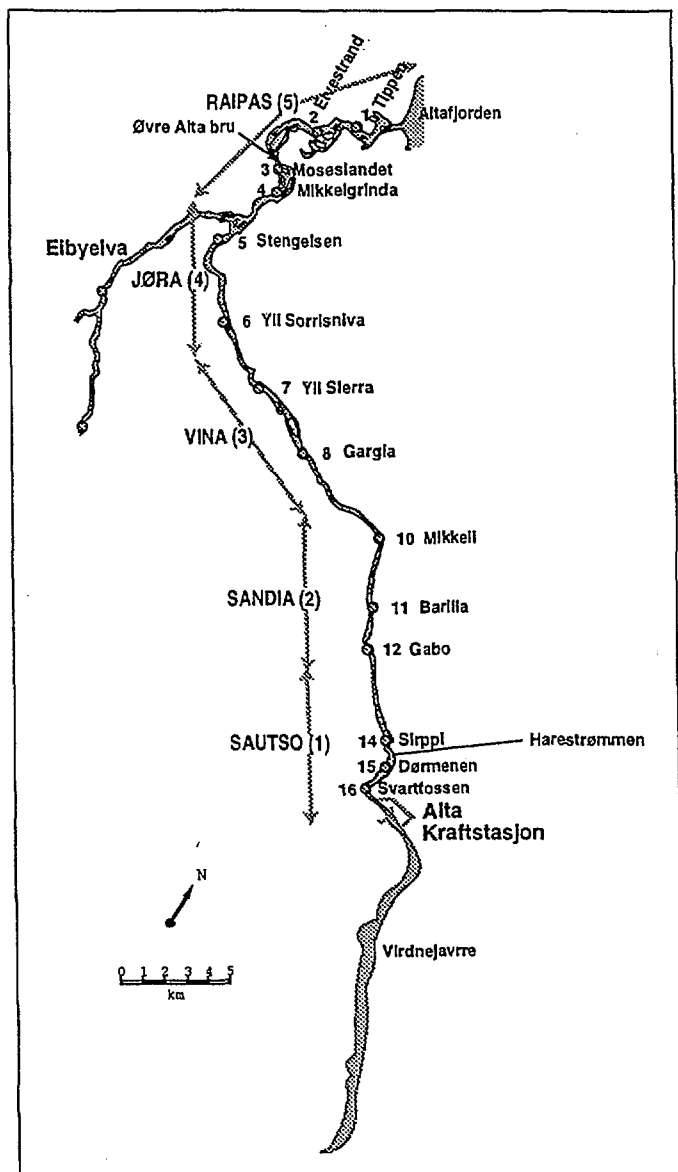 Elvestrand
Tippen
RAIPAS (5)
2
1
Altafjorden
Øvre Alta bru
3 Moseslandet
4 Mikkelgrinda
5 Stengelsen
Eibyelva
JØRA (4)
6 Yll Sorrisniva
7 Yll Sierra
VINA (3)
8 Gargia
10 Mikkeli
SANDIA (2)
11 Barilla
12 Gabo
SAUTSO (1)
14 Sirppi
Harestrømmen
15 Dørmenen
16 Svartfossen
Alta
Kraftstasjon
N
Virdnejavrre
0 1 2 3 4 5
km